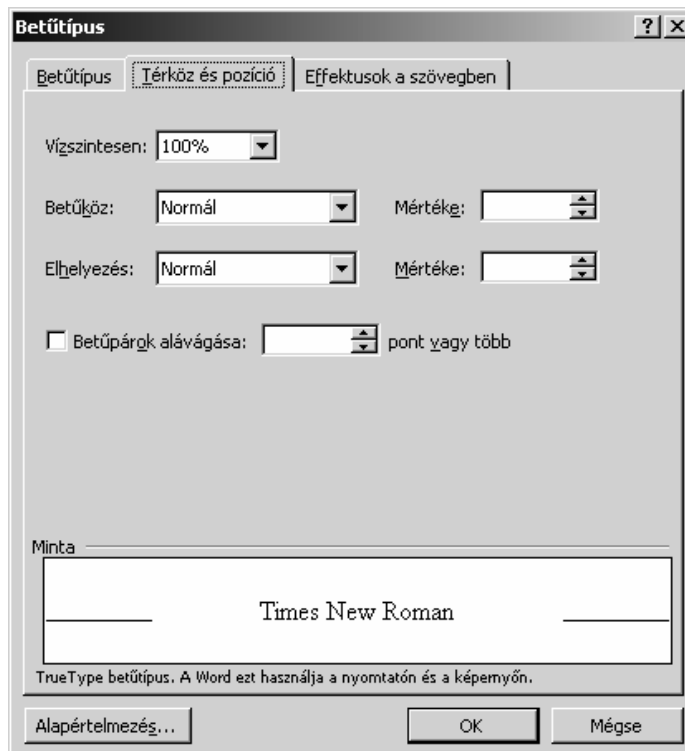 Betűtípus
Betűtípus Térköz és pozíció Effektusok a szövegben
Vízszintesen: 100%
Betűköz: Normál Mértéke:
Elhelyezés: Normál Mértéke:
Betűpárok alávágása: pont vagy több
Minta
Times New Roman
TrueType betűtípus. A Word ezt használja a nyomtatón és a képernyőn.
Alapértelmezés... OK Mégse